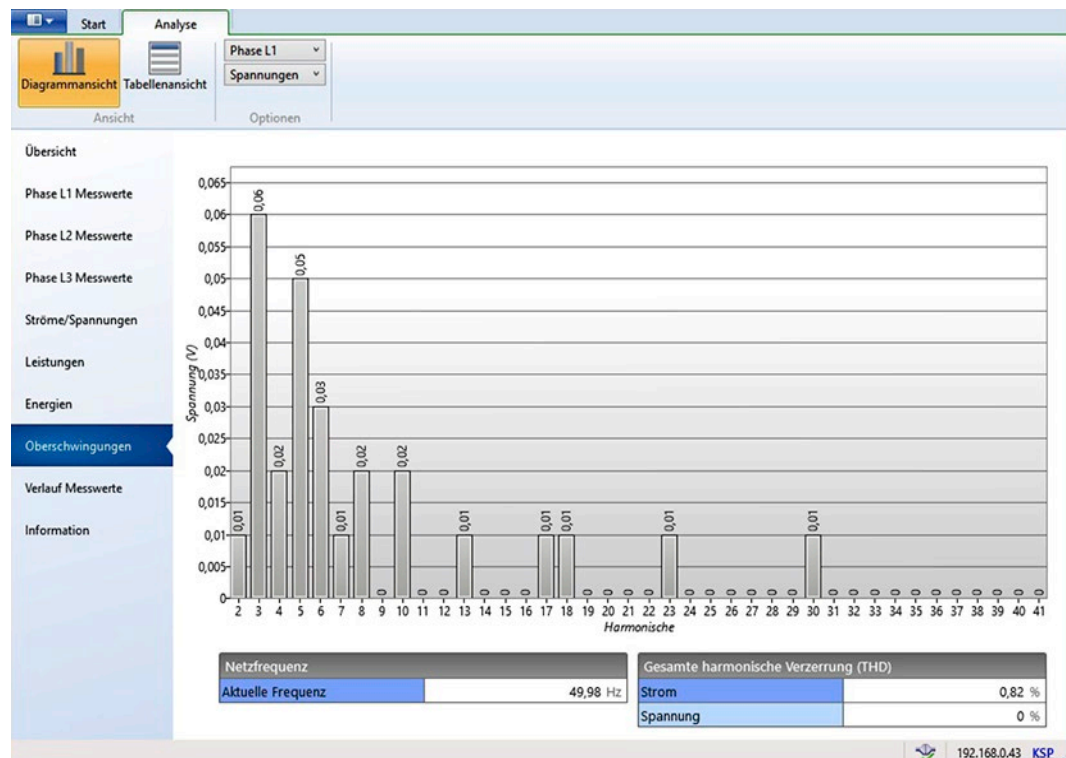 Start Analyse
Diagrammansicht Tabellenansicht
Phase L1
Spannungen
Ansicht Optionen
Übersicht
Phase L1 Messwerte
Phase L2 Messwerte
Phase L3 Messwerte
Ströme/Spannungen
Leistungen
Energien
Oberschwingungen
Verlauf Messwerte
Information
Spannung (V)
0,065
0,06
0,055
0,05
0,045
0,04
0,035
0,03
0,025
0,02
0,015
0,01
0,005
0
0,01 0,06 0,02 0,05 0,03 0,01 0,02 0 0,02 0 0 0,01 0 0 0 0,01 0,01 0 0 0 0 0,01 0 0 0 0 0 0 0,01 0 0 0 0 0 0 0 0 0 0 0
2 3 4 5 6 7 8 9 10 11 12 13 14 15 16 17 18 19 20 21 22 23 24 25 26 27 28 29 30 31 32 33 34 35 36 37 38 39 40 41
Harmonische
Netzfrequenz
Aktuelle Frequenz 49,98 Hz
Gesamte harmonische Verzerrung (THD)
Strom 0,82 %
Spannung 0 %
192.168.0.43 KSP